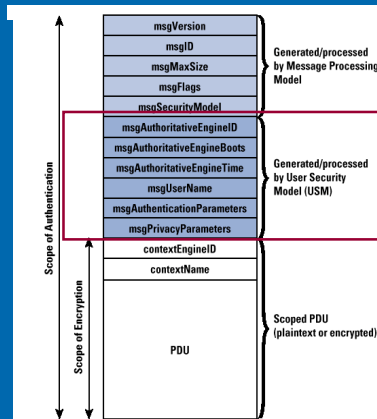 msgVersion
msgID
msgMaxSize
msgFlags
msgSecurityModel
msgAuthoritativeEngineID
msgAuthoritativeEngineBoots
msgAuthoritativeEngineTime
msgUserName
msgAuthenticationParameters
msgPrivacyParameters
contextEngineID
contextName
PDU
Generated/processed
by Message Processing
Model
Generated/processed
by User Security
Model (USM)
Scoped PDU
(plaintext or encrypted)
Scope of Authentication
Scope of Encryption